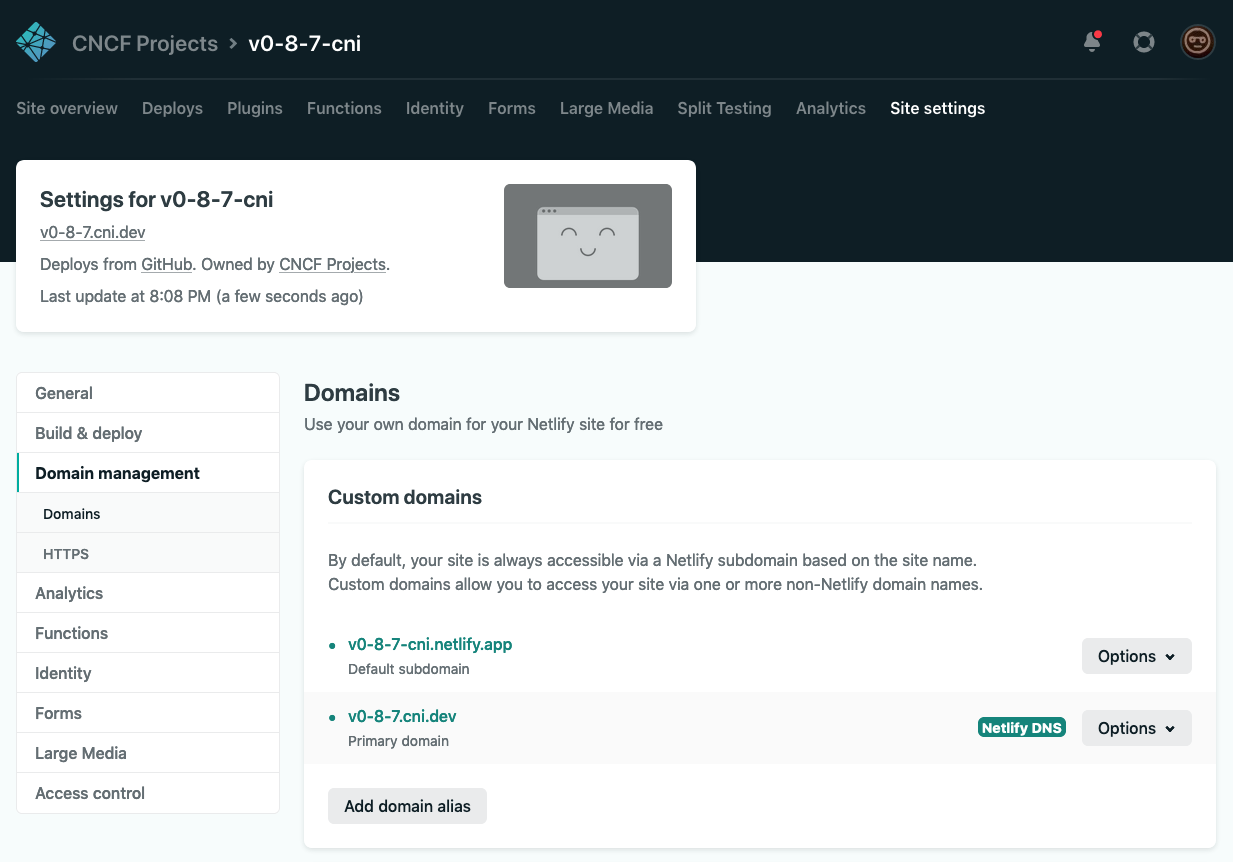 CNCF Projects > v0-8-7-cni
Site overview Deploys Plugins Functions Identity Forms Large Media Split Testing Analytics Site settings
Settings for v0-8-7-cni
v0-8-7.cni.dev
Deploys from GitHub. Owned by CNCF Projects.
Last update at 8:08 PM (a few seconds ago)
General
Build & deploy
Domain management
Domains
HTTPS
Analytics
Functions
Identity
Forms
Large Media
Access control
Domains
Use your own domain for your Netlify site for free
Custom domains
By default, your site is always accessible via a Netlify subdomain based on the site name.
Custom domains allow you to access your site via one or more non-Netlify domain names.
v0-8-7-cni.netlify.app
Default subdomain
Options
v0-8-7.cni.dev
Primary domain
Netlify DNS
Options
Add domain alias